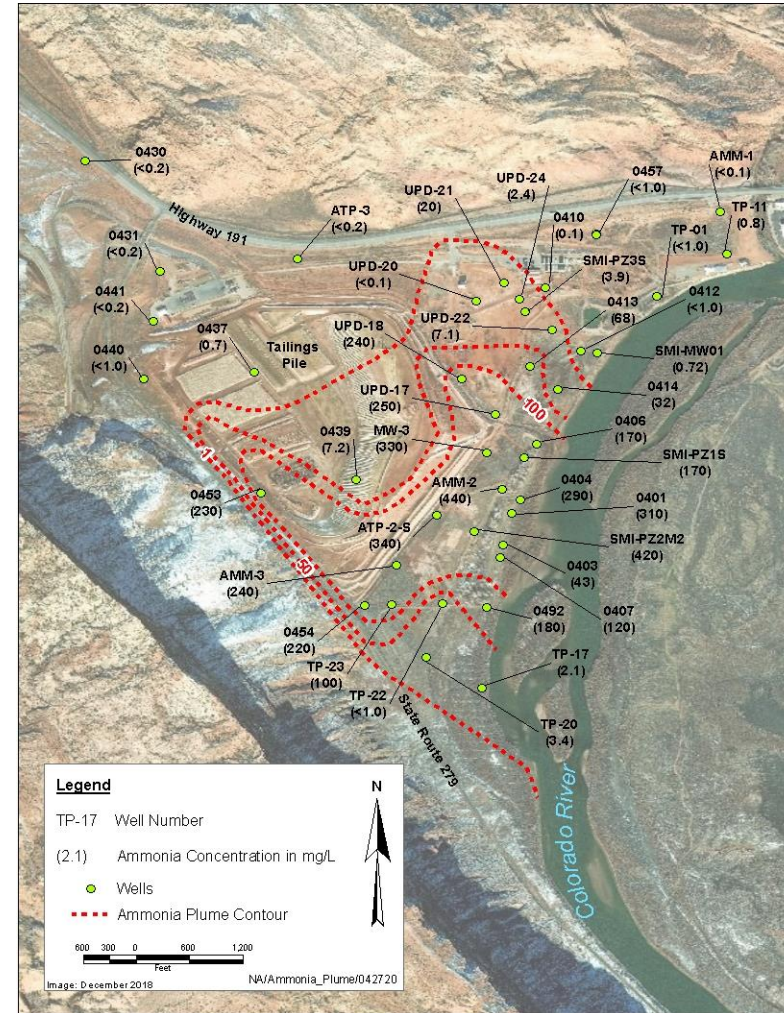 0430
(<0.2)
Highway 191
0431
(<0.2)
0441
(<0.2)
0440
(<1.0)
0437
(0.7)
Tailings
Pile
ATP-3
(<0.2)
UPD-21
(20)
UPD-24
(2.4)
0457
(<1.0)
AMM-1
(<0.1)
TP-11
(0.8)
TP-01
(<1.0)
0410
(0.1)
SMI-PZ3S
(3.9)
UPD-20
(<0.1)
0413
(68)
0412
(<1.0)
UPD-22
(7.1)
UPD-18
(240)
SMI-MW01
(0.72)
0414
(32)
UPD-17
(250)
100
0406
(170)
MW-3
(330)
SMI-PZ1S
(170)
0439
(7.2)
1
0453
(230)
AMM-2
(440)
0404
(290)
0401
(310)
ATP-2-S
(340)
SMI-PZ2M2
(420)
50
0403
(43)
AMM-3
(240)
0407
(120)
0454
(220)
0492
(180)
TP-23
(100)
TP-22
(<1.0)
TP-17
(2.1)
TP-20
(3.4)
State Route 279
Colorado River
Legend
TP-17 Well Number
(2.1) Ammonia Concentration in mg/L
Wells
Ammonia Plume Contour
N
600 300 0 600 1,200
Feet
Image: December 2018
NA/Ammonia_Plume/042720